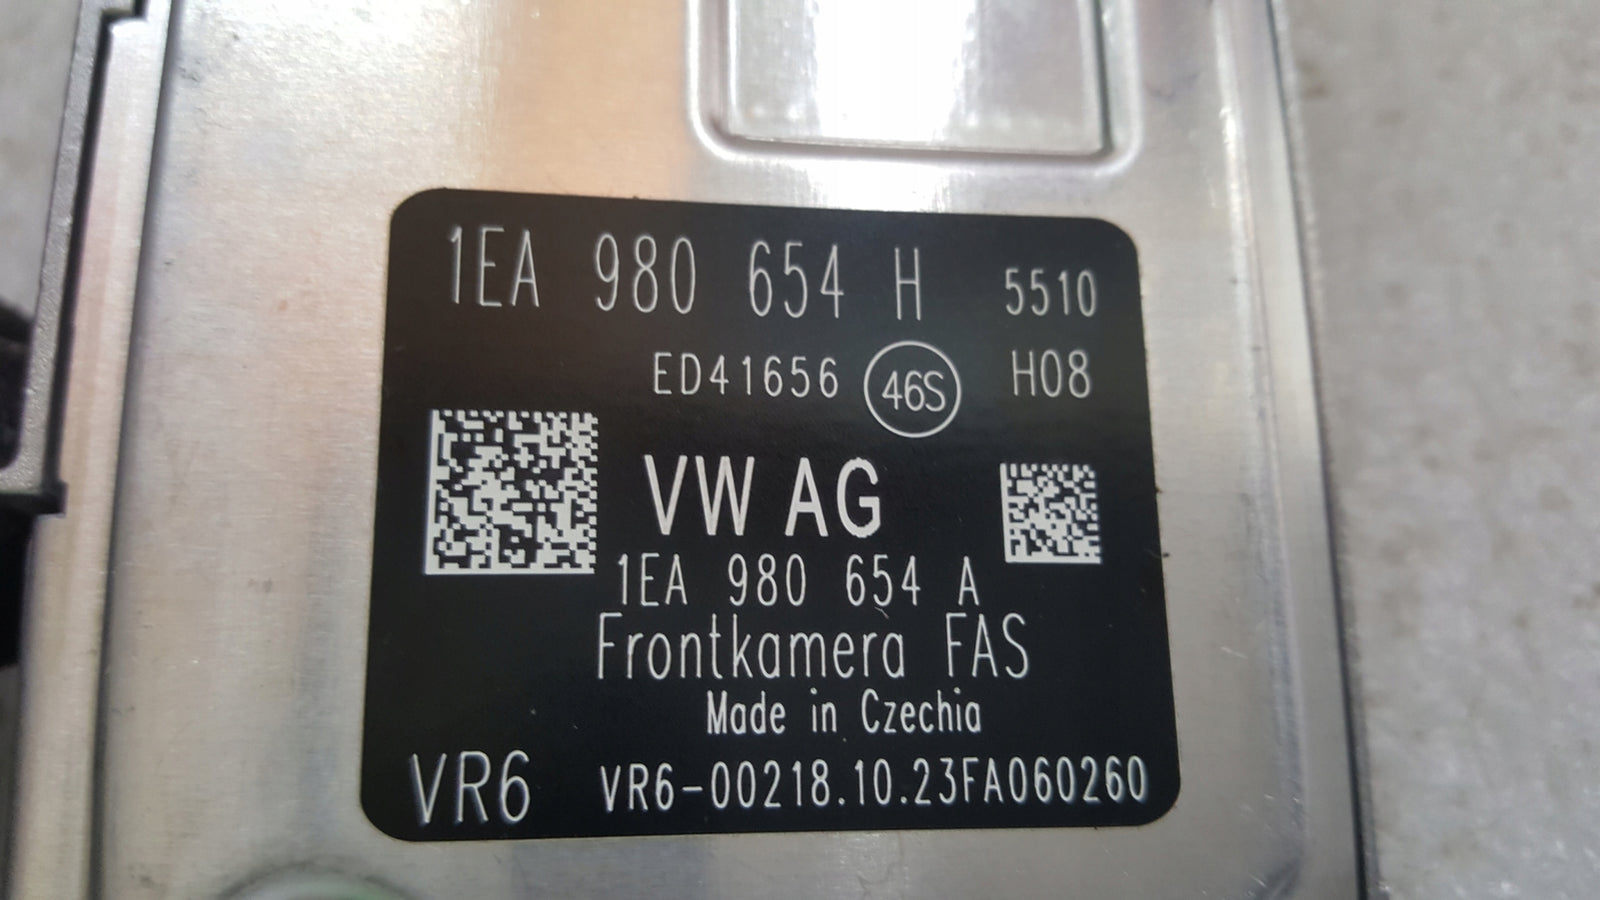 1EA 980 654 H 5510
ED41656 46S H08
VW AG
1EA 980 654 A
Frontkamera FAS
Made in Czechia
VR6 VR6-00218.10.23FA060260